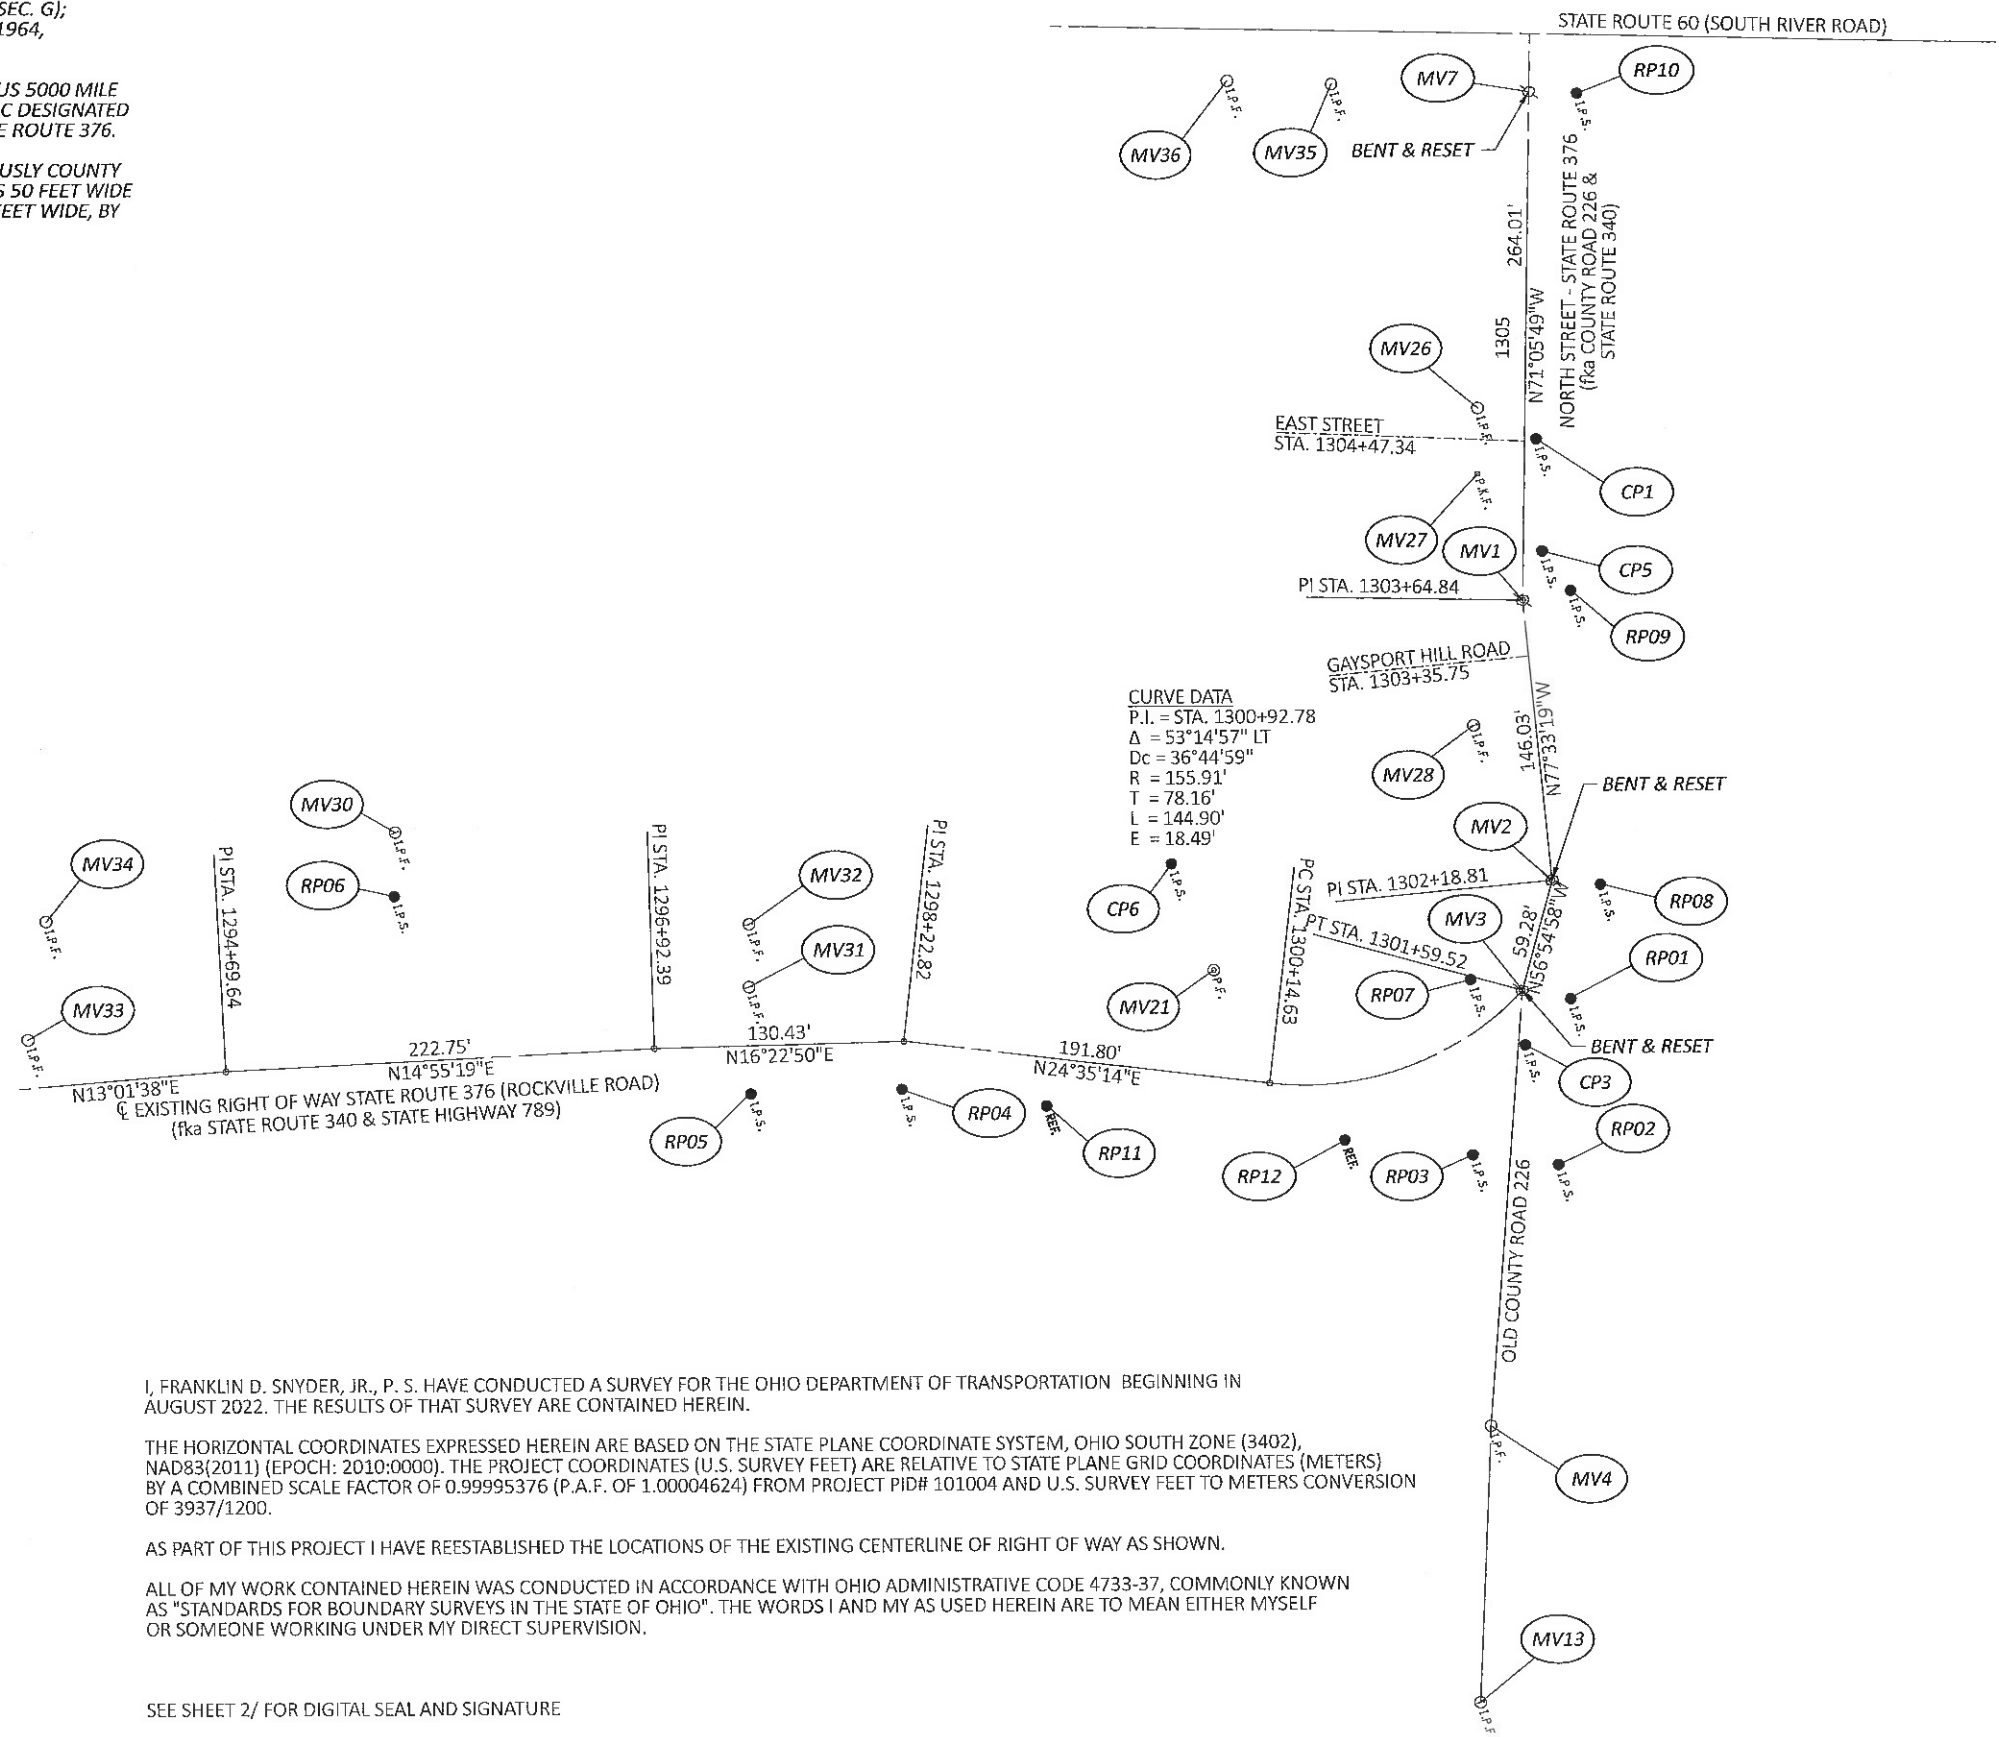 SEC. G);
1964,
US 5000 MILE
C DESIGNATED
E ROUTE 376.
USLY COUNTY
S 50 FEET WIDE
FEET WIDE, BY
STATE ROUTE 60 (SOUTH RIVER ROAD)
MV36
I.P.F.
MV35
I.P.F.
MV7
BENT & RESET
RP10
I.P.S.
264.01'
1305
N71°05'49"W
NORTH STREET - STATE ROUTE 376
(fka COUNTY ROAD 226 &
STATE ROUTE 340)
MV26
I.P.F.
EAST STREET
STA. 1304+47.34
I.P.S.
CP1
P.K.F.
MV27
MV1
I.P.S.
CP5
PI STA. 1303+64.84
I.P.S.
RP09
GAYSPORT HILL ROAD
STA. 1303+35.75
146.03'
N77°33'19"W
CURVE DATA
P.I. = STA. 1300+92.78
Δ = 53°14'57" LT
Dc = 36°44'59"
R = 155.91'
T = 78.16'
L = 144.90'
E = 18.49'
I.P.F.
MV28
BENT & RESET
MV2
PI STA. 1302+18.81
I.P.S.
RP08
MV3
59.28'
N56°54'58"W
PT STA. 1301+59.52
RP07
I.P.S.
RP01
I.P.S.
BENT & RESET
I.P.S.
CP3
CP6
I.P.S.
MV21
P.F.
PC STA. 1300+14.63
MV30
I.P.F.
RP06
I.P.S.
MV34
I.P.F.
MV33
I.P.F.
PI STA. 1294+69.64
PI STA. 1296+92.39
MV32
I.P.F.
MV31
I.P.F.
PI STA. 1298+22.82
N13°01'38"E
222.75'
N14°55'19"E
130.43'
N16°22'50"E
191.80'
N24°35'14"E
℄ EXISTING RIGHT OF WAY STATE ROUTE 376 (ROCKVILLE ROAD)
(fka STATE ROUTE 340 & STATE HIGHWAY 789)
RP05
I.P.S.
RP04
I.P.S.
RP11
REF.
RP12
REF.
RP03
I.P.S.
RP02
I.P.S.
OLD COUNTY ROAD 226
I.P.F.
MV4
MV13
I.P.F
I, FRANKLIN D. SNYDER, JR., P. S. HAVE CONDUCTED A SURVEY FOR THE OHIO DEPARTMENT OF TRANSPORTATION BEGINNING IN
AUGUST 2022. THE RESULTS OF THAT SURVEY ARE CONTAINED HEREIN.
THE HORIZONTAL COORDINATES EXPRESSED HEREIN ARE BASED ON THE STATE PLANE COORDINATE SYSTEM, OHIO SOUTH ZONE (3402),
NAD83(2011) (EPOCH: 2010:0000). THE PROJECT COORDINATES (U.S. SURVEY FEET) ARE RELATIVE TO STATE PLANE GRID COORDINATES (METERS)
BY A COMBINED SCALE FACTOR OF 0.99995376 (P.A.F. OF 1.00004624) FROM PROJECT PID# 101004 AND U.S. SURVEY FEET TO METERS CONVERSION
OF 3937/1200.
AS PART OF THIS PROJECT I HAVE REESTABLISHED THE LOCATIONS OF THE EXISTING CENTERLINE OF RIGHT OF WAY AS SHOWN.
ALL OF MY WORK CONTAINED HEREIN WAS CONDUCTED IN ACCORDANCE WITH OHIO ADMINISTRATIVE CODE 4733-37, COMMONLY KNOWN
AS "STANDARDS FOR BOUNDARY SURVEYS IN THE STATE OF OHIO". THE WORDS I AND MY AS USED HEREIN ARE TO MEAN EITHER MYSELF
OR SOMEONE WORKING UNDER MY DIRECT SUPERVISION.
SEE SHEET 2/ FOR DIGITAL SEAL AND SIGNATURE